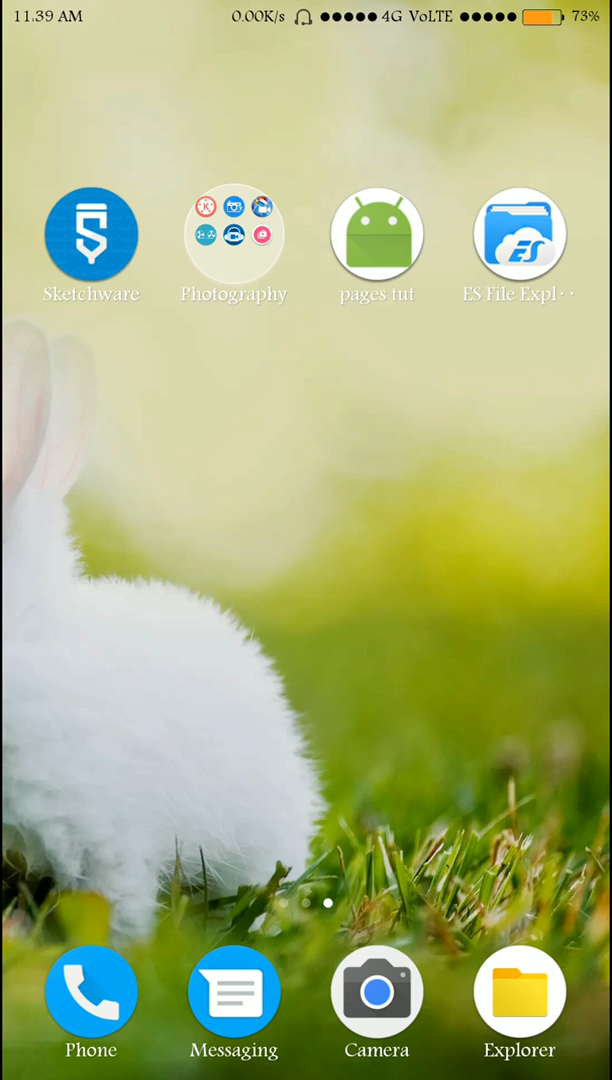 11.39 AM 0.00K/s 4G VoLTE 73%
Sketchware Photography pages tut ES File Expl··
Phone Messaging Camera Explorer